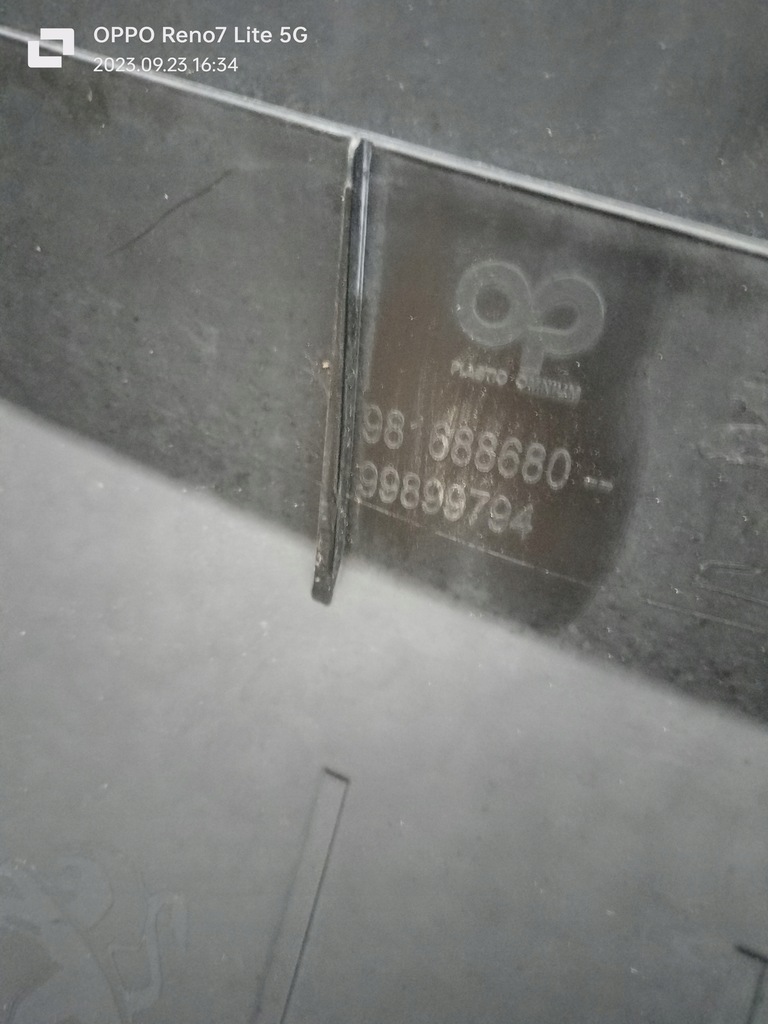 OPPO Reno7 Lite 5G
2023.09.23 16:34
op
PLASTIC OMNIUM
98 688680 --
99899794